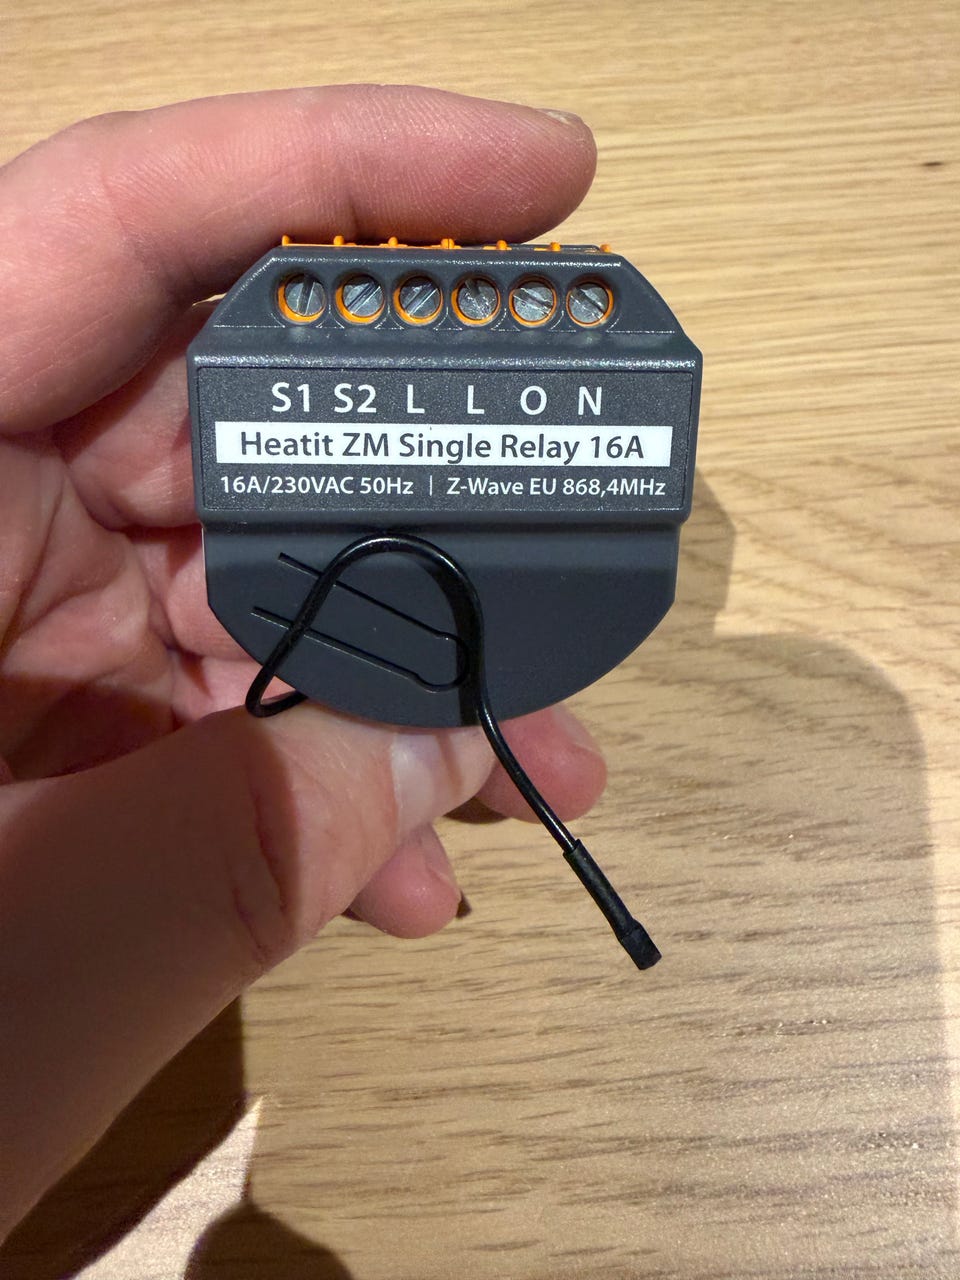 S1 S2 L L O N
Heatit ZM Single Relay 16A
16A/230VAC 50Hz | Z-Wave EU 868,4MHz